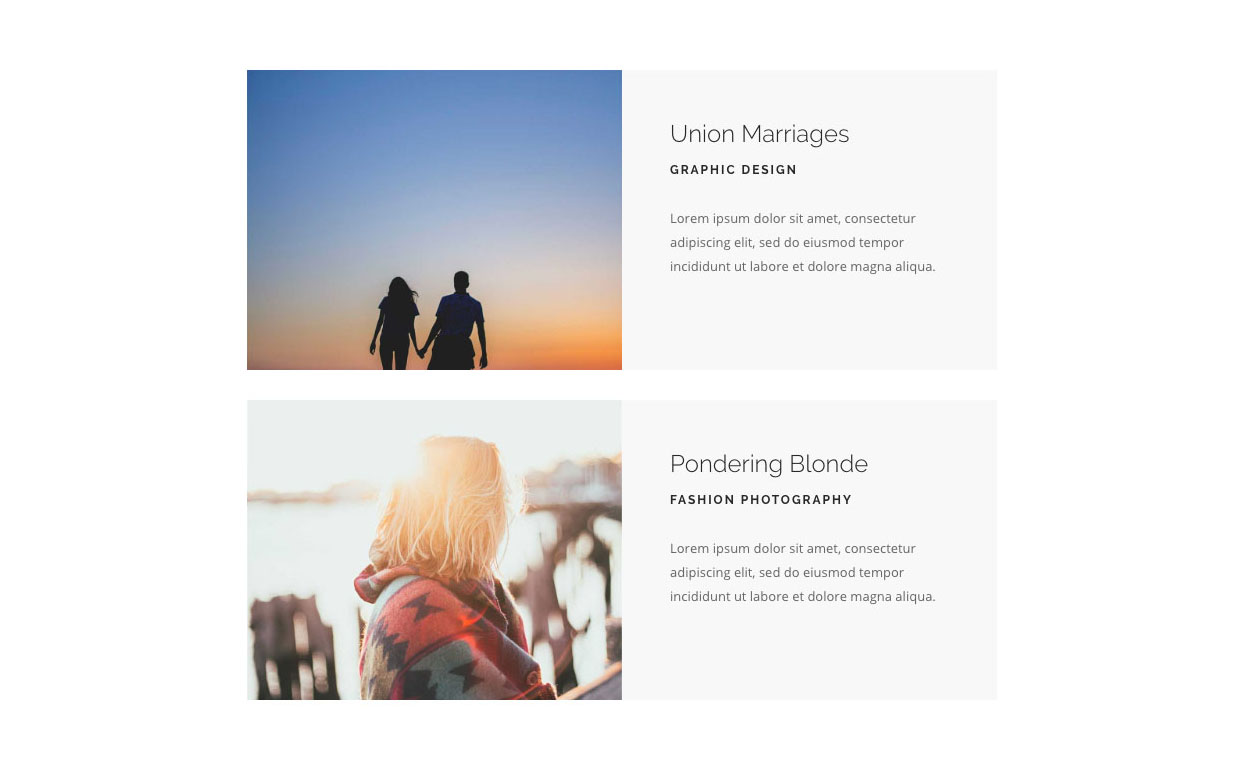 Union Marriages
GRAPHIC DESIGN
Lorem ipsum dolor sit amet, consectetur
adipiscing elit, sed do eiusmod tempor
incididunt ut labore et dolore magna aliqua.
Pondering Blonde
FASHION PHOTOGRAPHY
Lorem ipsum dolor sit amet, consectetur
adipiscing elit, sed do eiusmod tempor
incididunt ut labore et dolore magna aliqua.